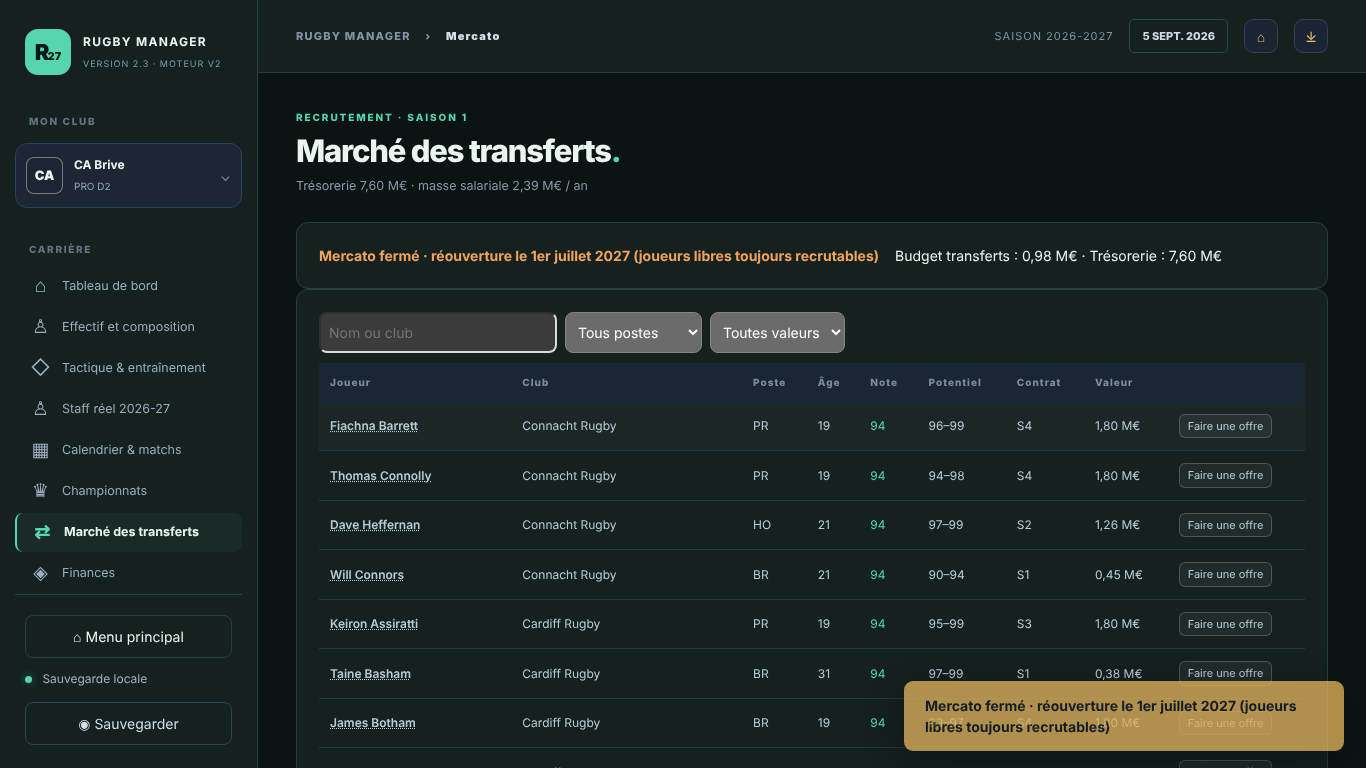 R27
RUGBY MANAGER
VERSION 2.3 · MOTEUR V2
MON CLUB
CA
CA Brive
PRO D2
CARRIÈRE
Tableau de bord
Effectif et composition
Tactique & entraînement
Staff réel 2026-27
Calendrier & matchs
Championnats
Marché des transferts
Finances
Menu principal
Sauvegarde locale
Sauvegarder
RUGBY MANAGER › Mercato
SAISON 2026-2027
5 SEPT. 2026
RECRUTEMENT · SAISON 1
Marché des transferts.
Trésorerie 7,60 M€ · masse salariale 2,39 M€ / an
Mercato fermé · réouverture le 1er juillet 2027 (joueurs libres toujours recrutables) Budget transferts : 0,98 M€ · Trésorerie : 7,60 M€
Nom ou club Tous postes Toutes valeurs
Joueur Club Poste Âge Note Potentiel Contrat Valeur
Fiachna Barrett Connacht Rugby PR 19 94 96–99 S4 1,80 M€ Faire une offre
Thomas Connolly Connacht Rugby PR 19 94 94–98 S4 1,80 M€ Faire une offre
Dave Heffernan Connacht Rugby HO 21 94 97–99 S2 1,26 M€ Faire une offre
Will Connors Connacht Rugby BR 21 94 90–94 S1 0,45 M€ Faire une offre
Keiron Assiratti Cardiff Rugby PR 19 94 95–99 S3 1,80 M€ Faire une offre
Taine Basham Cardiff Rugby BR 31 94 97–99 S1 0,38 M€ Faire une offre
James Botham Cardiff Rugby BR 19 94 Faire une offre
Mercato fermé · réouverture le 1er juillet 2027 (joueurs
libres toujours recrutables)